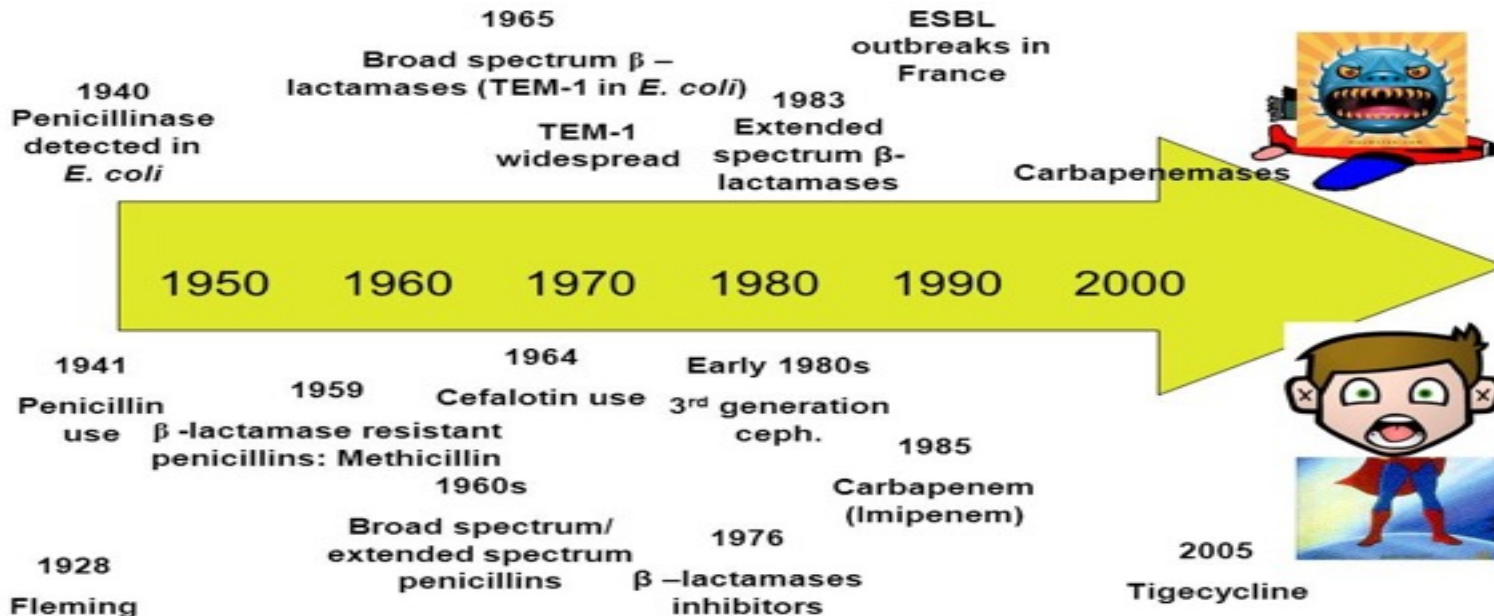 1965
Broad spectrum β –
lactamases (TEM-1 in E. coli)
ESBL
outbreaks in
France
1940
Penicillinase
detected in
E. coli
TEM-1
widespread
1983
Extended
spectrum β-
lactamases
Carbapenemases
1950 1960 1970 1980 1990 2000
1941
Penicillin
use
1959
β -lactamase resistant
penicillins: Methicillin
1964
Cefalotin use
Early 1980s
3rd generation
ceph.
1985
Carbapenem
(Imipenem)
1960s
Broad spectrum/
extended spectrum
penicillins
1976
β –lactamases
inhibitors
2005
Tigecycline
1928
Fleming